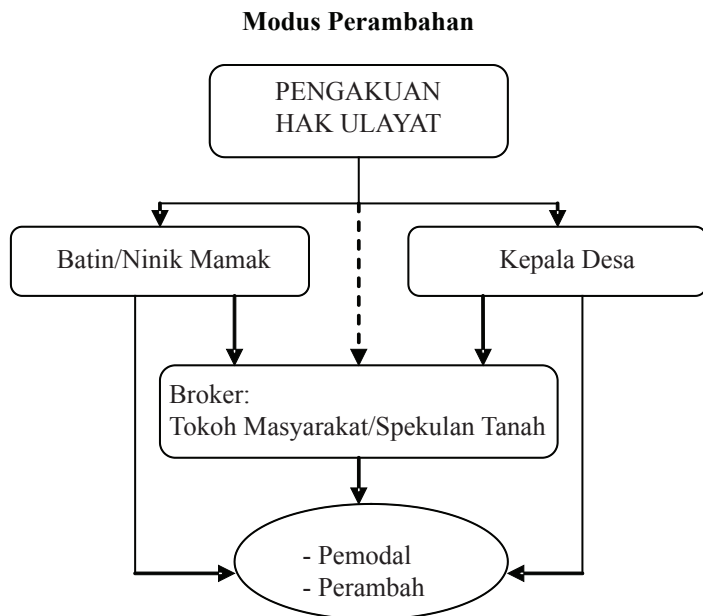 Modus Perambahan
PENGAKUAN
HAK ULAYAT
Batin/Ninik Mamak
Kepala Desa
Broker:
Tokoh Masyarakat/Spekulan Tanah
- Pemodal
- Perambah